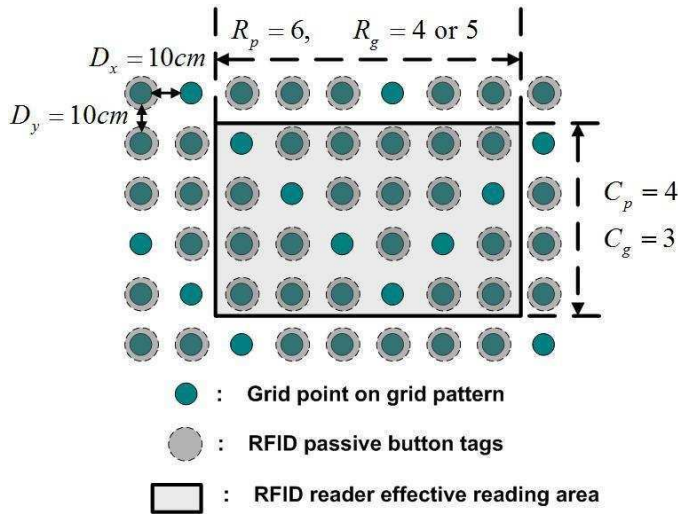 R_p = 6, R_g = 4 or 5
D_x = 10cm
D_y = 10cm
C_p = 4
C_g = 3
: Grid point on grid pattern
: RFID passive button tags
: RFID reader effective reading area